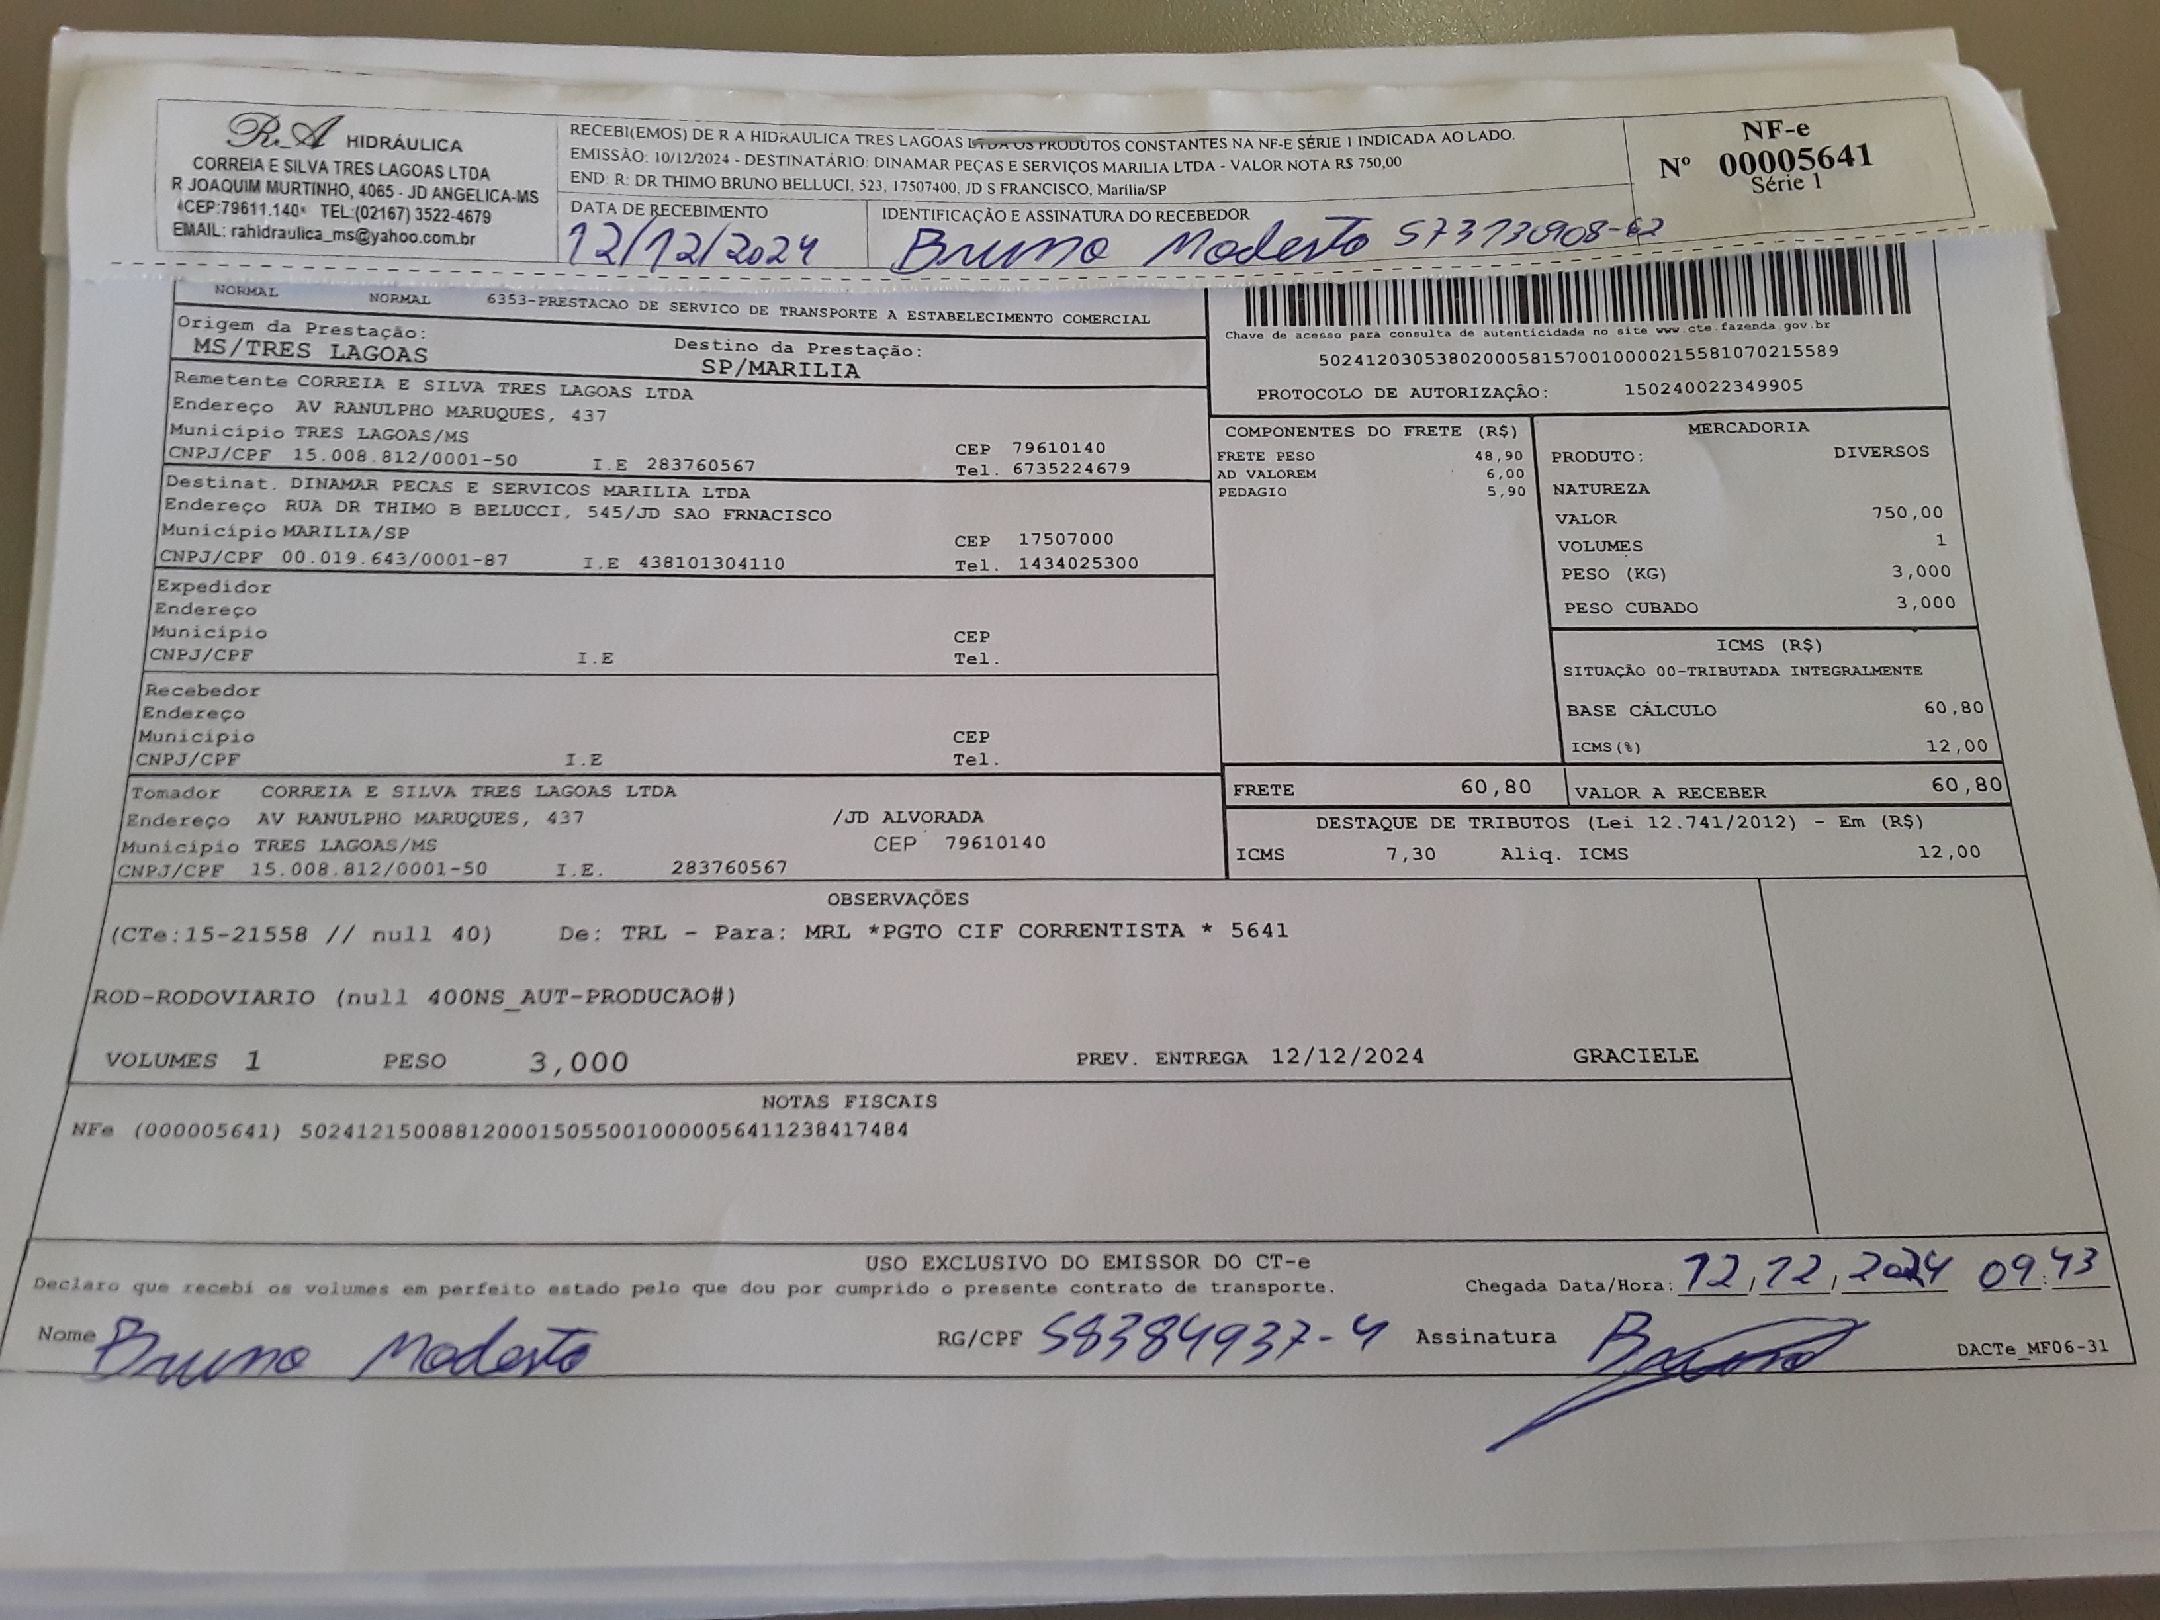 RA HIDRÁULICA
CORREIA E SILVA TRES LAGOAS LTDA
R JOAQUIM MURTINHO, 4065 - JD ANGELICA-MS
CEP:79611.140 TEL:(02167) 3522-4679
EMAIL: rahidraulica_ms@yahoo.com.br
RECEBI(EMOS) DE R A HIDRAULICA TRES LAGOAS LTDA OS PRODUTOS CONSTANTES NA NF-E SÉRIE 1 INDICADA AO LADO.
EMISSÃO: 10/12/2024 - DESTINATÁRIO: DINAMAR PEÇAS E SERVIÇOS MARILIA LTDA - VALOR NOTA R$ 750,00
END: R: DR THIMO BRUNO BELLUCI, 523, 17507400, JD S FRANCISCO, Marília/SP
DATA DE RECEBIMENTO
12/12/2024
IDENTIFICAÇÃO E ASSINATURA DO RECEBEDOR
Bruno Modesto
NF-e
Nº 00005641
Série 1
NORMAL NORMAL 6353-PRESTACAO DE SERVICO DE TRANSPORTE A ESTABELECIMENTO COMERCIAL
Origem da Prestação: Destino da Prestação:
MS/TRES LAGOAS SP/MARILIA
Chave de acesso para consulta de autenticidade no site www.cte.fazenda.gov.br
50241203053802000581570010000215581070215589
PROTOCOLO DE AUTORIZAÇÃO: 150240022349905
Remetente CORREIA E SILVA TRES LAGOAS LTDA
Endereço AV RANULPHO MARUQUES, 437
Município TRES LAGOAS/MS CEP 79610140
CNPJ/CPF 15.008.812/0001-50 I.E 283760567 Tel. 6735224679
Destinat. DINAMAR PECAS E SERVICOS MARILIA LTDA
Endereço RUA DR THIMO B BELUCCI, 545/JD SAO FRNACISCO
Município MARILIA/SP CEP 17507000
CNPJ/CPF 00.019.643/0001-87 I.E 438101304110 Tel. 1434025300
Expedidor
Endereço
Município CEP
CNPJ/CPF I.E Tel.
Recebedor
Endereço
Município CEP
CNPJ/CPF I.E Tel.
Tomador CORREIA E SILVA TRES LAGOAS LTDA
Endereço AV RANULPHO MARUQUES, 437 /JD ALVORADA
Município TRES LAGOAS/MS CEP 79610140
CNPJ/CPF 15.008.812/0001-50 I.E. 283760567
COMPONENTES DO FRETE (R$)
FRETE PESO 48,90
AD VALOREM 6,00
PEDAGIO 5,90
MERCADORIA
PRODUTO: DIVERSOS
NATUREZA
VALOR 750,00
VOLUMES 1
PESO (KG) 3,000
PESO CUBADO 3,000
ICMS (R$)
SITUAÇÃO 00-TRIBUTADA INTEGRALMENTE
BASE CÁLCULO 60,80
ICMS(%) 12,00
FRETE 60,80 VALOR A RECEBER 60,80
DESTAQUE DE TRIBUTOS (Lei 12.741/2012) - Em (R$)
ICMS 7,30 Aliq. ICMS 12,00
OBSERVAÇÕES
(CTe:15-21558 // null 40) De: TRL - Para: MRL *PGTO CIF CORRENTISTA * 5641
ROD-RODOVIARIO (null 400NS_AUT-PRODUCAO#)
VOLUMES 1 PESO 3,000 PREV. ENTREGA 12/12/2024 GRACIELE
NOTAS FISCAIS
NFe (000005641) 50241215008812000150550010000056411238417484
USO EXCLUSIVO DO EMISSOR DO CT-e
Declaro que recebi os volumes em perfeito estado pelo que dou por cumprido o presente contrato de transporte. Chegada Data/Hora: 12, 12, 2024 09:43
Nome Bruno Modesto RG/CPF 58384937-4 Assinatura Bruno DACTe_MF06-31